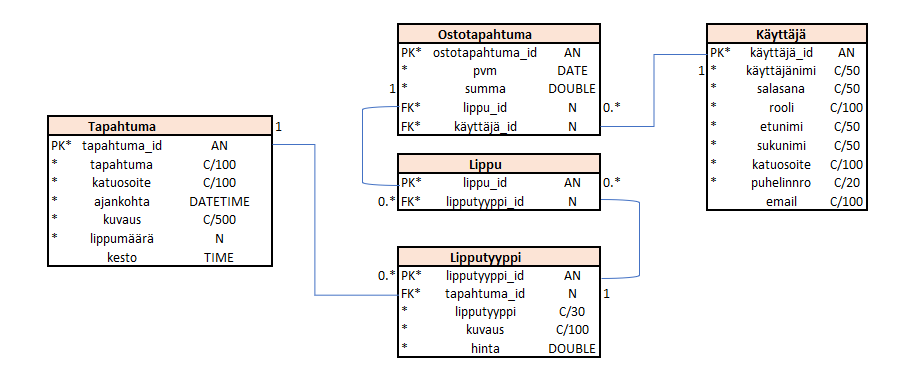 Ostotapahtuma
PK* ostotapahtuma_id AN
* pvm DATE
1 * summa DOUBLE
FK* lippu_id N 0.*
FK* käyttäjä_id N
Käyttäjä
PK* käyttäjä_id AN
1 * käyttäjänimi C/50
* salasana C/50
* rooli C/100
* etunimi C/50
* sukunimi C/50
* katuosoite C/100
* puhelinnro C/20
email C/100
Tapahtuma 1
PK* tapahtuma_id AN
* tapahtuma C/100
* katuosoite C/100
* ajankohta DATETIME
* kuvaus C/500
* lippumäärä N
kesto TIME
Lippu
PK* lippu_id AN 0.*
0.* FK* lipputyyppi_id N
Lipputyyppi
0.* PK* lipputyyppi_id AN
FK* tapahtuma_id N 1
* lipputyyppi C/30
* kuvaus C/100
* hinta DOUBLE